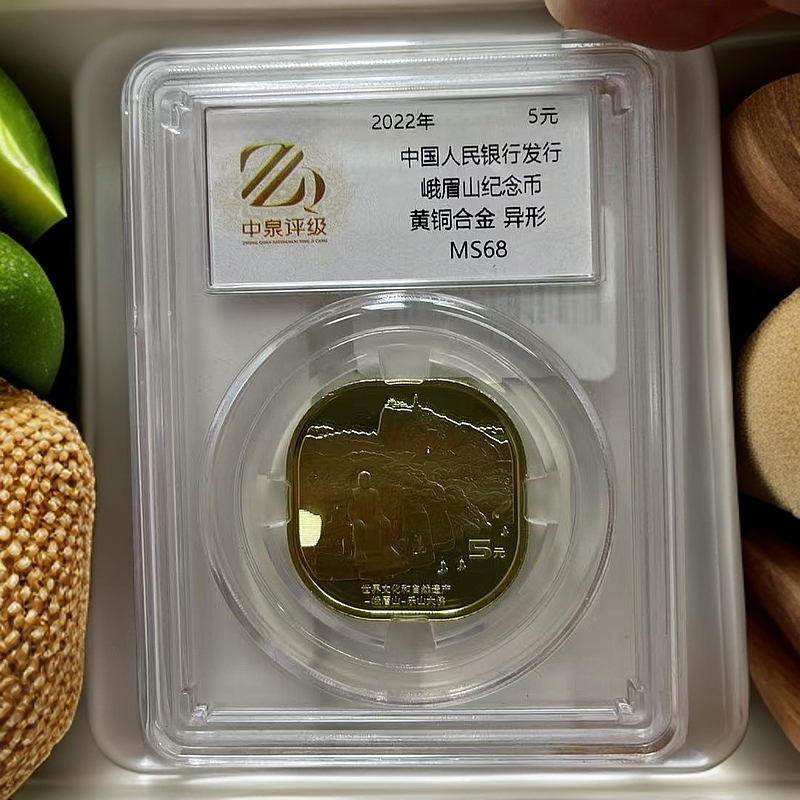 2022年 5元
中国人民银行发行
峨眉山纪念币
黄铜合金 异形
MS68
中泉评级
5元
世界文化和自然遗产
-峨眉山-乐山大佛